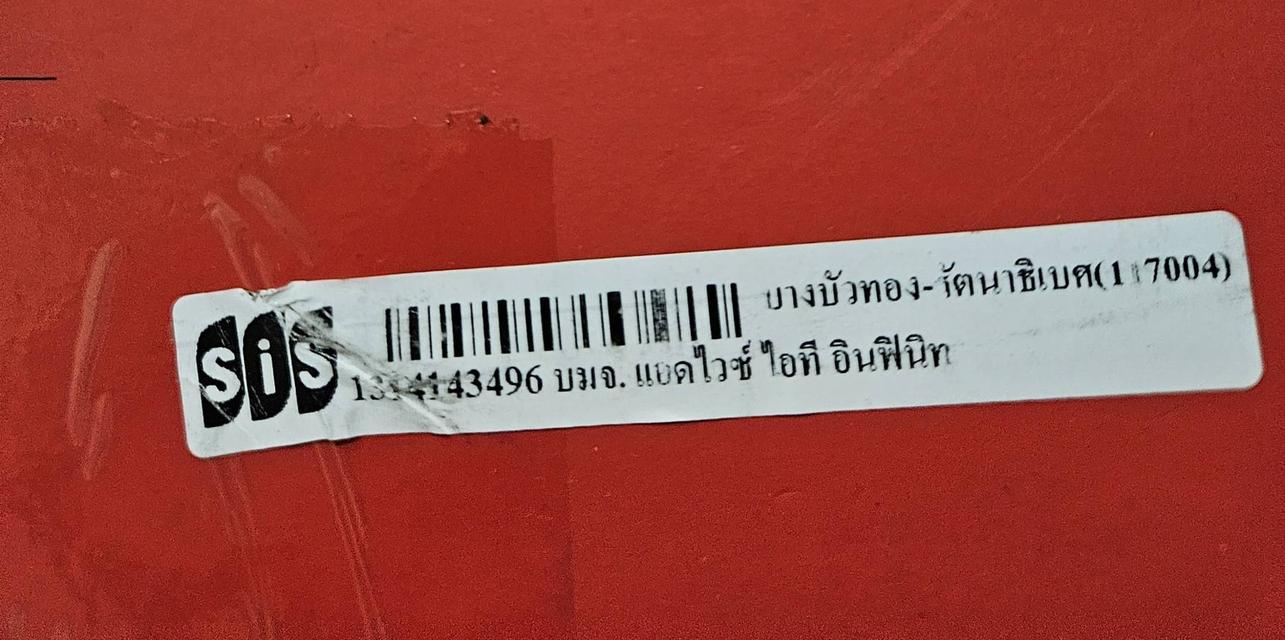 SiS
บางบัวทอง-รัตนาธิเบศ
บมจ. แอดไวซ์ ไอที อินฟินิท